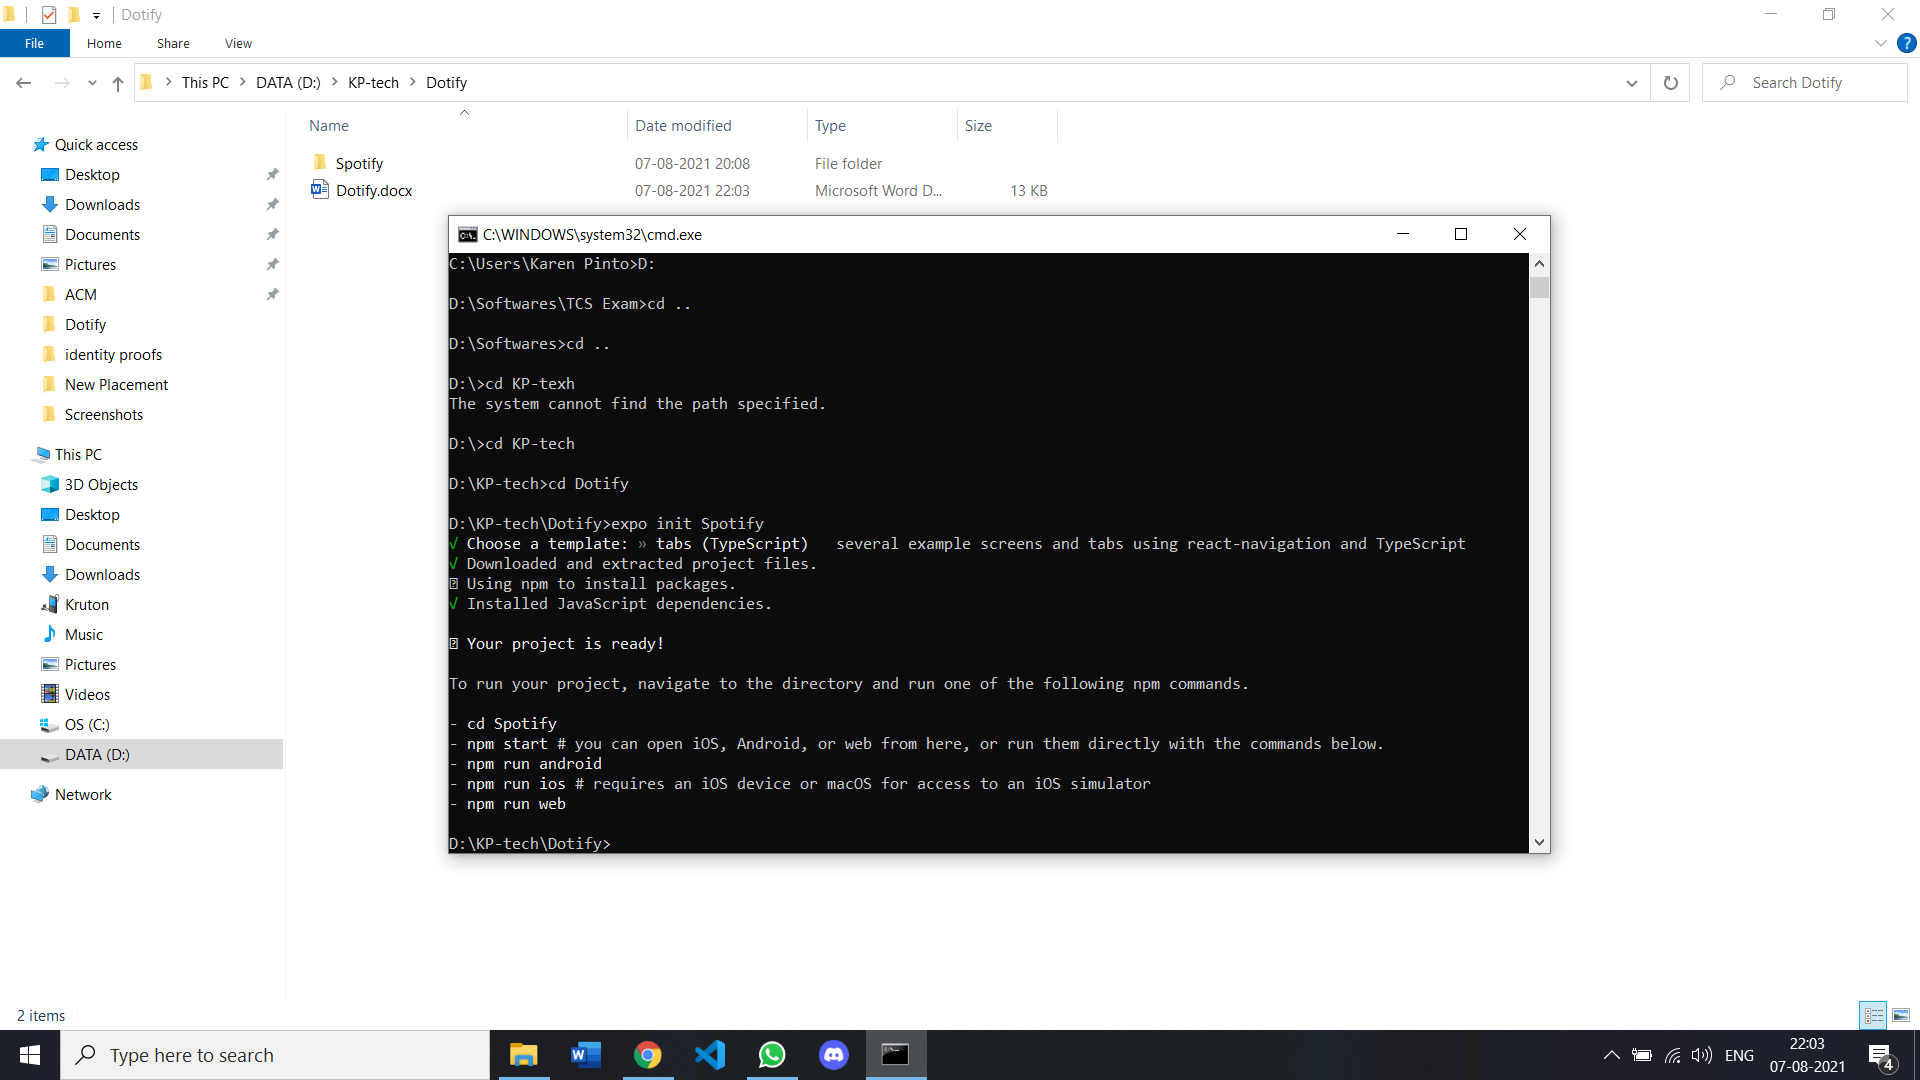 Dotify
File Home Share View
This PC DATA (D:) KP-tech Dotify
Search Dotify
Name Date modified Type Size
Spotify 07-08-2021 20:08 File folder
Dotify.docx 07-08-2021 22:03 Microsoft Word D... 13 KB
Quick access
Desktop
Downloads
Documents
Pictures
ACM
Dotify
identity proofs
New Placement
Screenshots
This PC
3D Objects
Desktop
Documents
Downloads
Kruton
Music
Pictures
Videos
OS (C:)
DATA (D:)
Network
C:\WINDOWS\system32\cmd.exe
C:\Users\Karen Pinto>D:
D:\Softwares\TCS Exam>cd ..
D:\Softwares>cd ..
D:\>cd KP-texh
The system cannot find the path specified.
D:\>cd KP-tech
D:\KP-tech>cd Dotify
D:\KP-tech\Dotify>expo init Spotify
√ Choose a template: » tabs (TypeScript)   several example screens and tabs using react-navigation and TypeScript
√ Downloaded and extracted project files.
Using npm to install packages.
√ Installed JavaScript dependencies.
Your project is ready!
To run your project, navigate to the directory and run one of the following npm commands.
- cd Spotify
- npm start # you can open iOS, Android, or web from here, or run them directly with the commands below.
- npm run android
- npm run ios # requires an iOS device or macOS for access to an iOS simulator
- npm run web
D:\KP-tech\Dotify>
2 items
Type here to search
ENG
22:03
07-08-2021
4